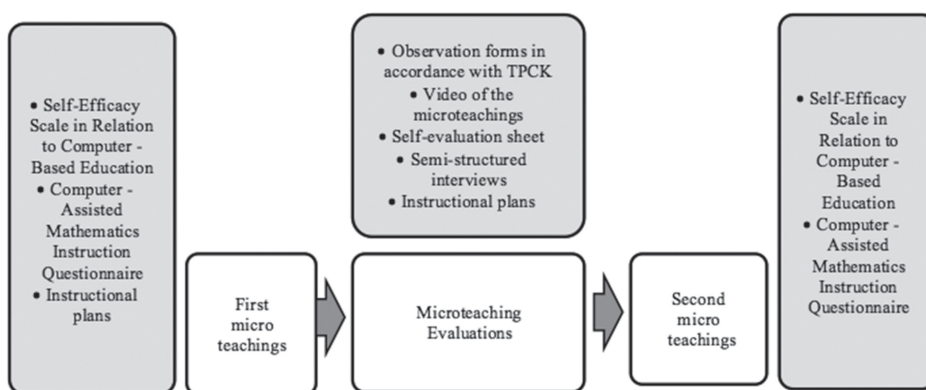 • Self-Efficacy
Scale in Relation
to Computer -
Based Education
• Computer -
Assisted
Mathematics
Instruction
Questionnaire
• Instructional
plans
First
micro
teachings
• Observation forms in
accordance with TPCK
• Video of the
microteachings
• Self-evaluation sheet
• Semi-structured
interviews
• Instructional plans
Microteaching
Evaluations
Second
micro
teachings
• Self-Efficacy
Scale in
Relation to
Computer -
Based
Education
• Computer -
Assisted
Mathematics
Instruction
Questionnaire